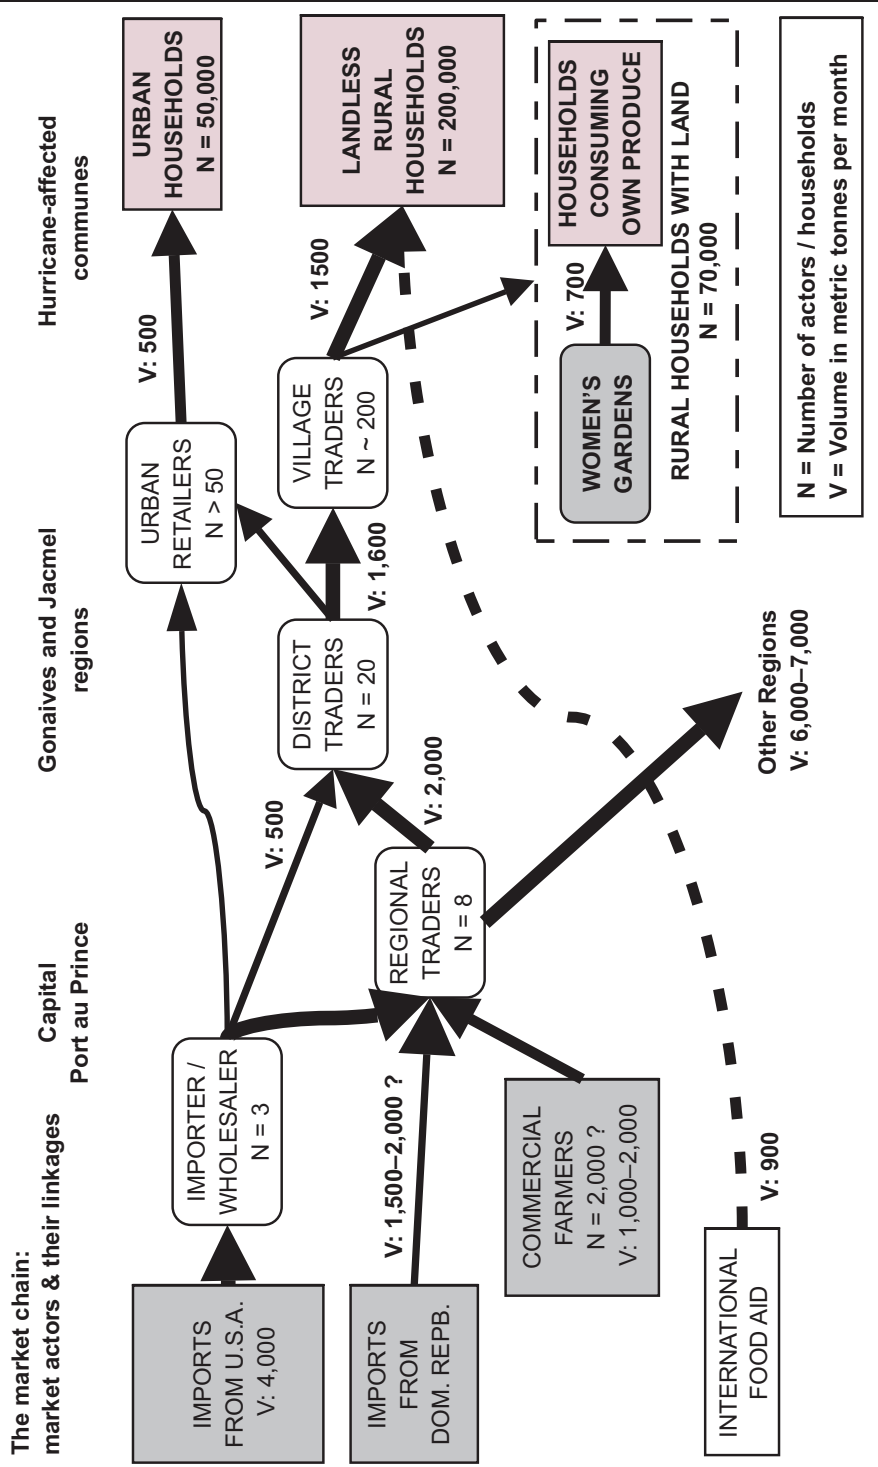 The market chain:
market actors & their linkages
Capital
Port au Prince
Gonaives and Jacmel
regions
Hurricane-affected
communes
IMPORTS
FROM U.S.A.
V: 4,000
IMPORTER /
WHOLESALER
N = 3
URBAN
RETAILERS
N > 50
V: 500
URBAN
HOUSEHOLDS
N = 50,000
V: 500
DISTRICT
TRADERS
N = 20
V: 1,600
VILLAGE
TRADERS
N ~ 200
V: 1500
LANDLESS
RURAL
HOUSEHOLDS
N = 200,000
IMPORTS
FROM
DOM. REPB.
V: 1,500–2,000 ?
REGIONAL
TRADERS
N = 8
V: 2,000
COMMERCIAL
FARMERS
N = 2,000 ?
V: 1,000–2,000
Other Regions
V: 6,000–7,000
WOMEN'S
GARDENS
V: 700
HOUSEHOLDS
CONSUMING
OWN PRODUCE
RURAL HOUSEHOLDS WITH LAND
N = 70,000
INTERNATIONAL
FOOD AID
V: 900
N = Number of actors / households
V = Volume in metric tonnes per month